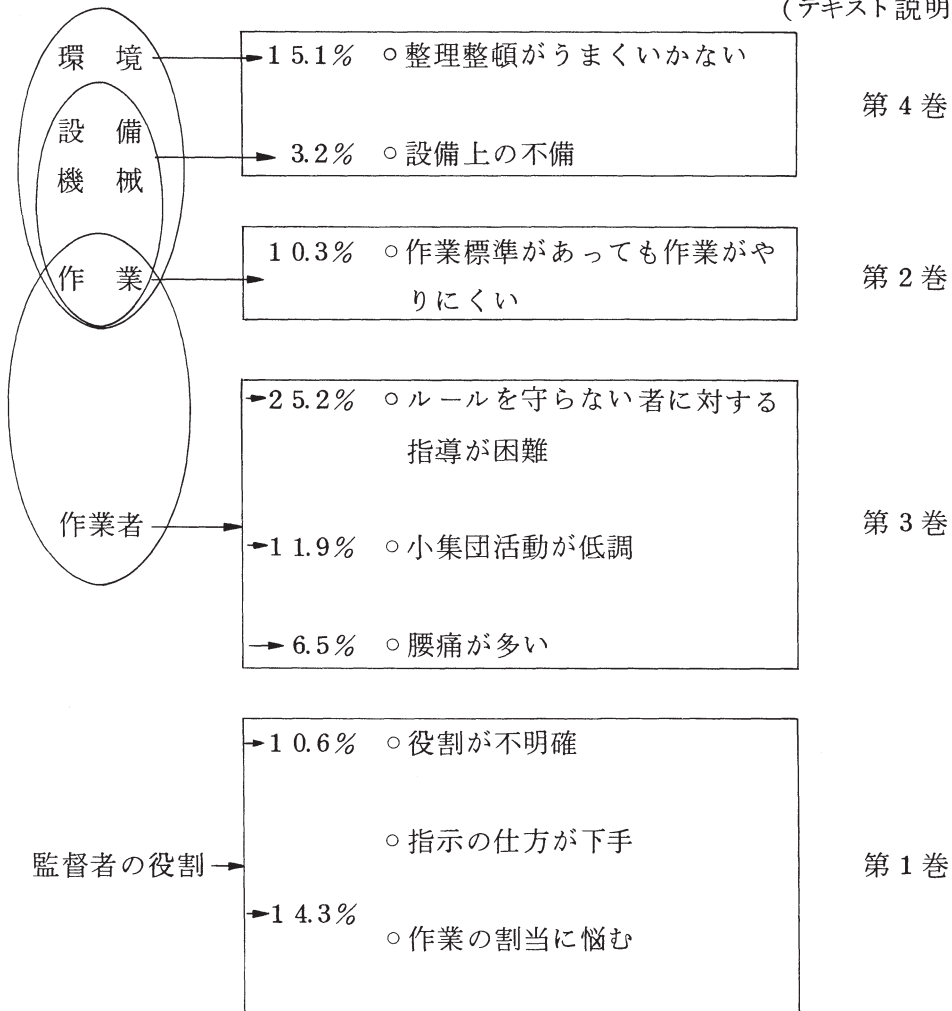 (テキスト説明
環 境 15.1% ○整理整頓がうまくいかない
第4巻
設 備
機 械 3.2% ○設備上の不備
作 業 10.3% ○作業標準があっても作業がや
りにくい
第2巻
25.2% ○ルールを守らない者に対する
指導が困難
作業者
第3巻
11.9% ○小集団活動が低調
6.5% ○腰痛が多い
10.6% ○役割が不明確
○指示の仕方が下手
監督者の役割
第1巻
14.3%
○作業の割当に悩む